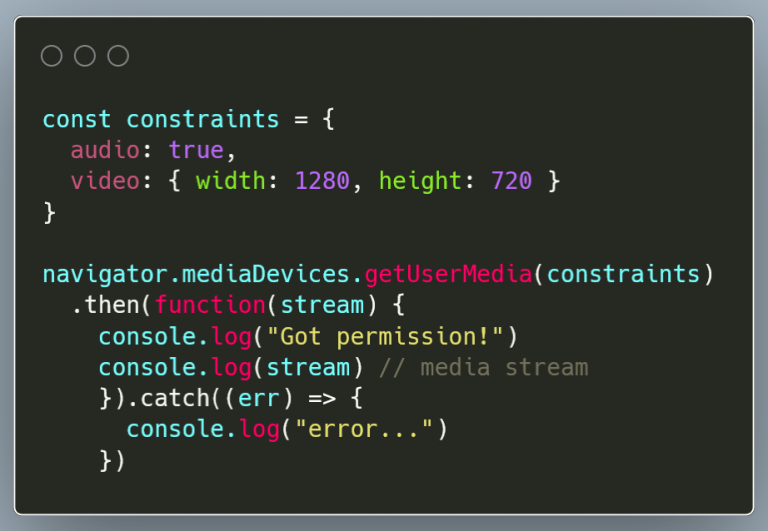 const constraints = {
  audio: true,
  video: { width: 1280, height: 720 }
}

navigator.mediaDevices.getUserMedia(constraints)
  .then(function(stream) {
    console.log("Got permission!")
    console.log(stream) // media stream
    }).catch((err) => {
      console.log("error...")
    })